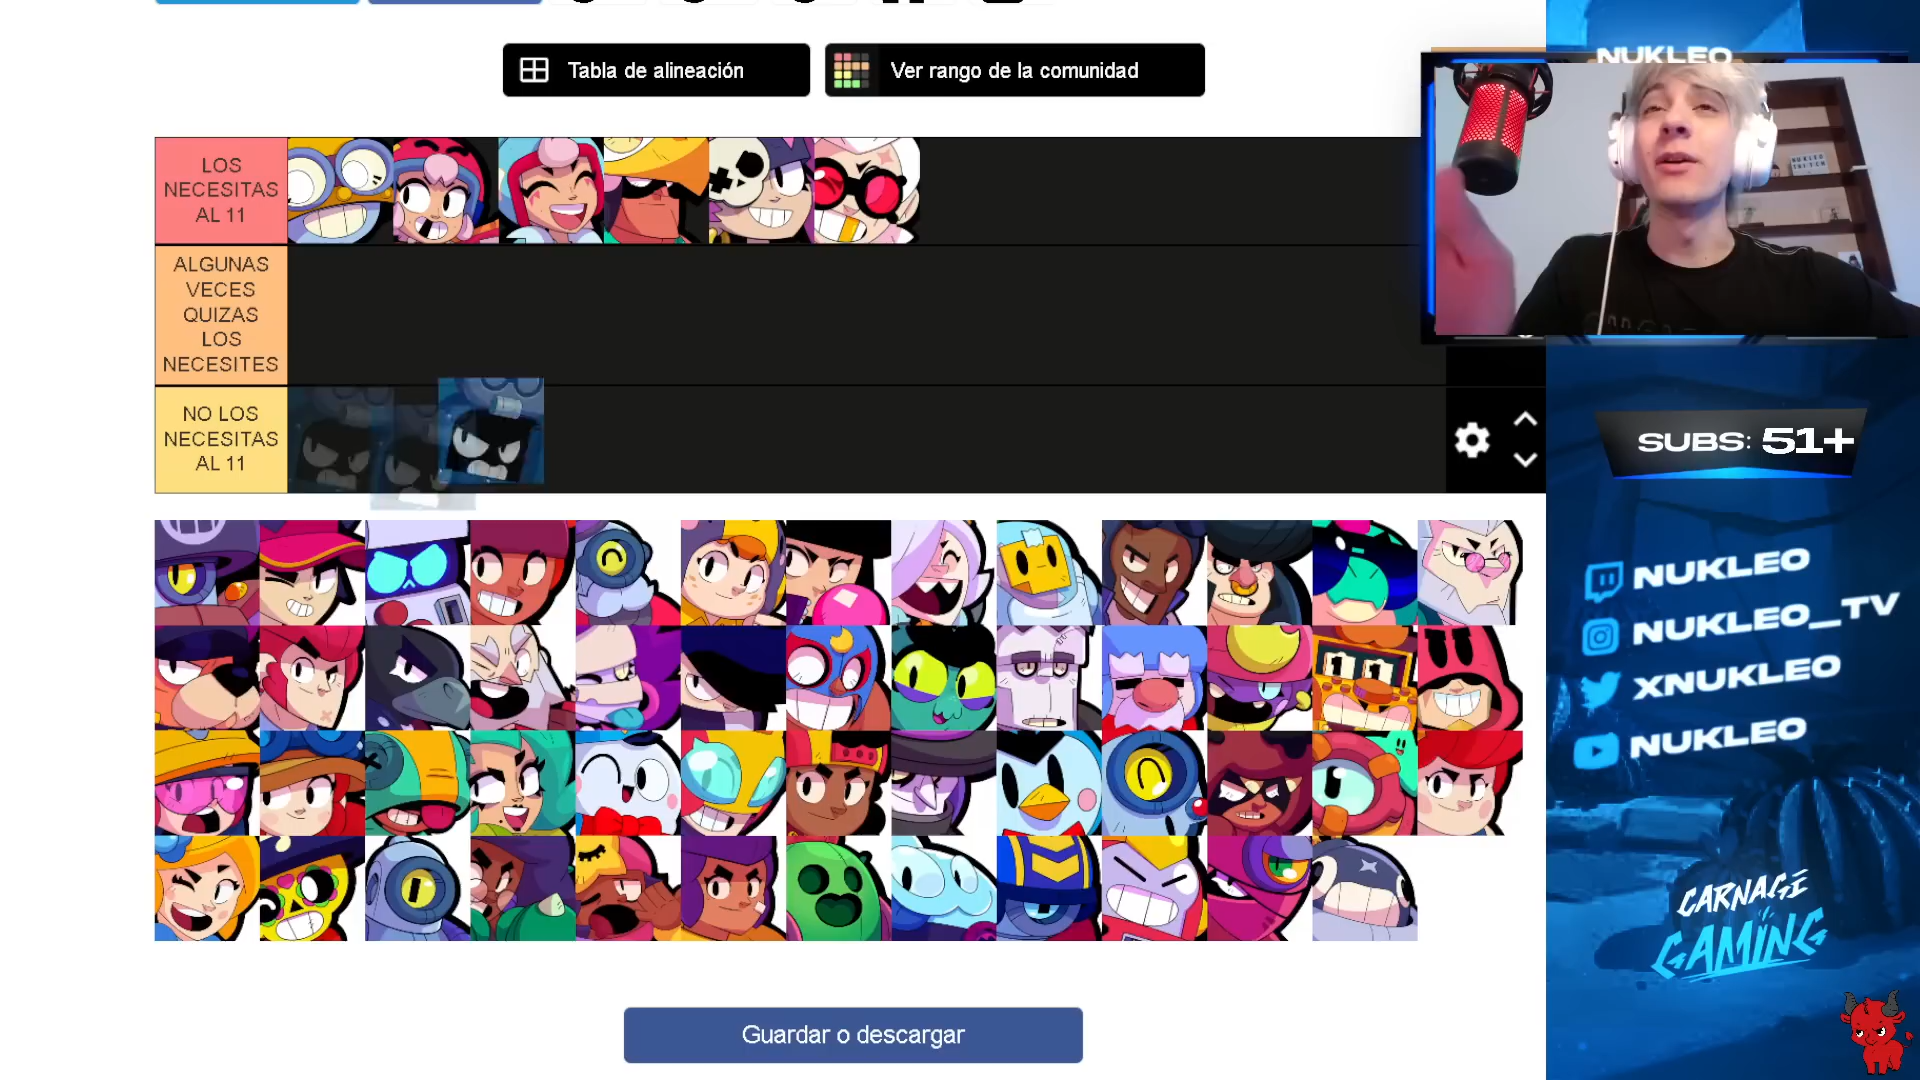 Tabla de alineación
Ver rango de la comunidad
NUKLEO
LOS
NECESITAS
AL 11
ALGUNAS
VECES
QUIZAS
LOS
NECESITES
NO LOS
NECESITAS
AL 11
SUBS: 51+
NUKLEO
NUKLEO_TV
XNUKLEO
NUKLEO
CARNAGE
GAMING
Guardar o descargar